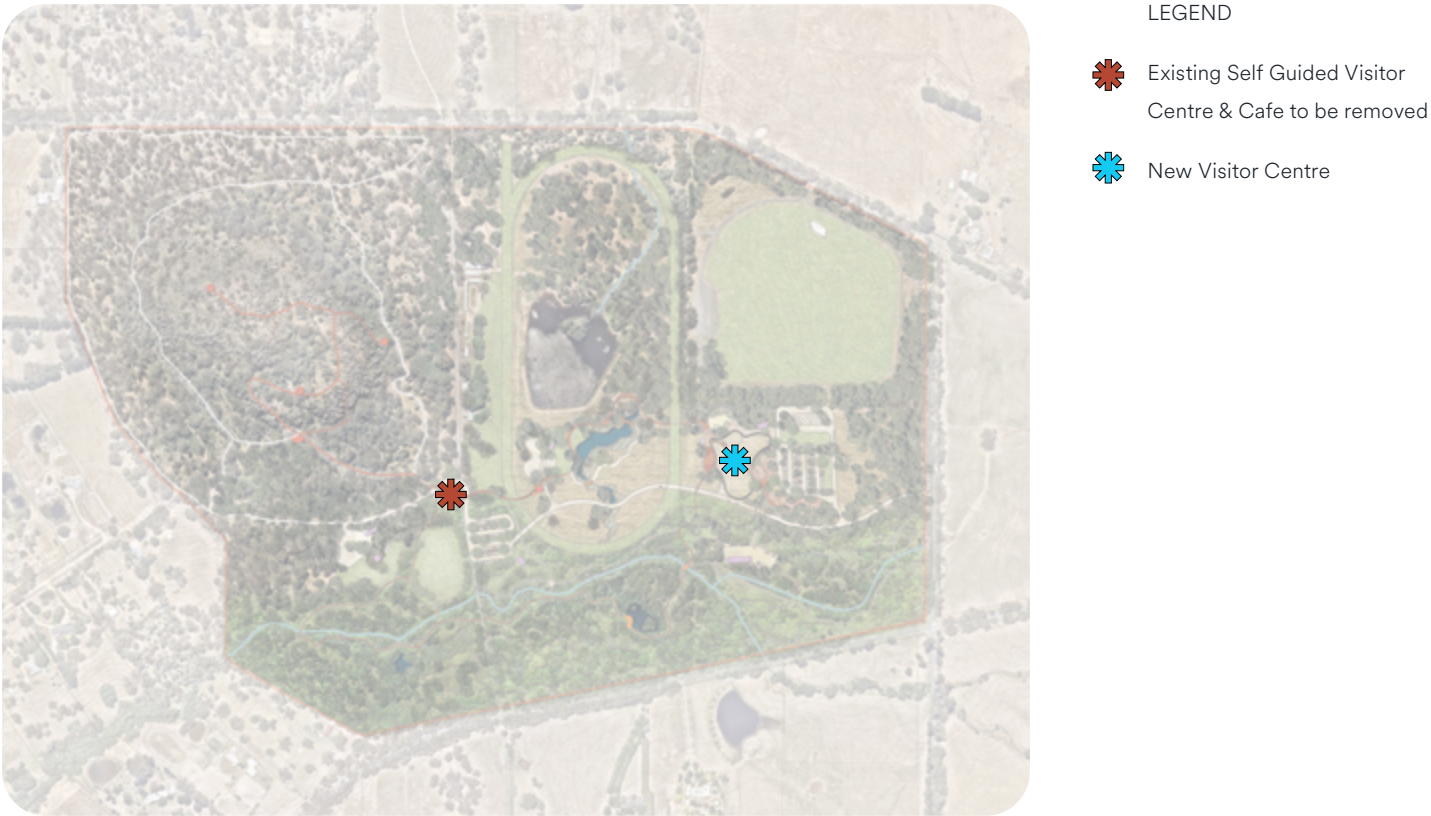 LEGEND
Existing Self Guided Visitor
Centre & Cafe to be removed
New Visitor Centre